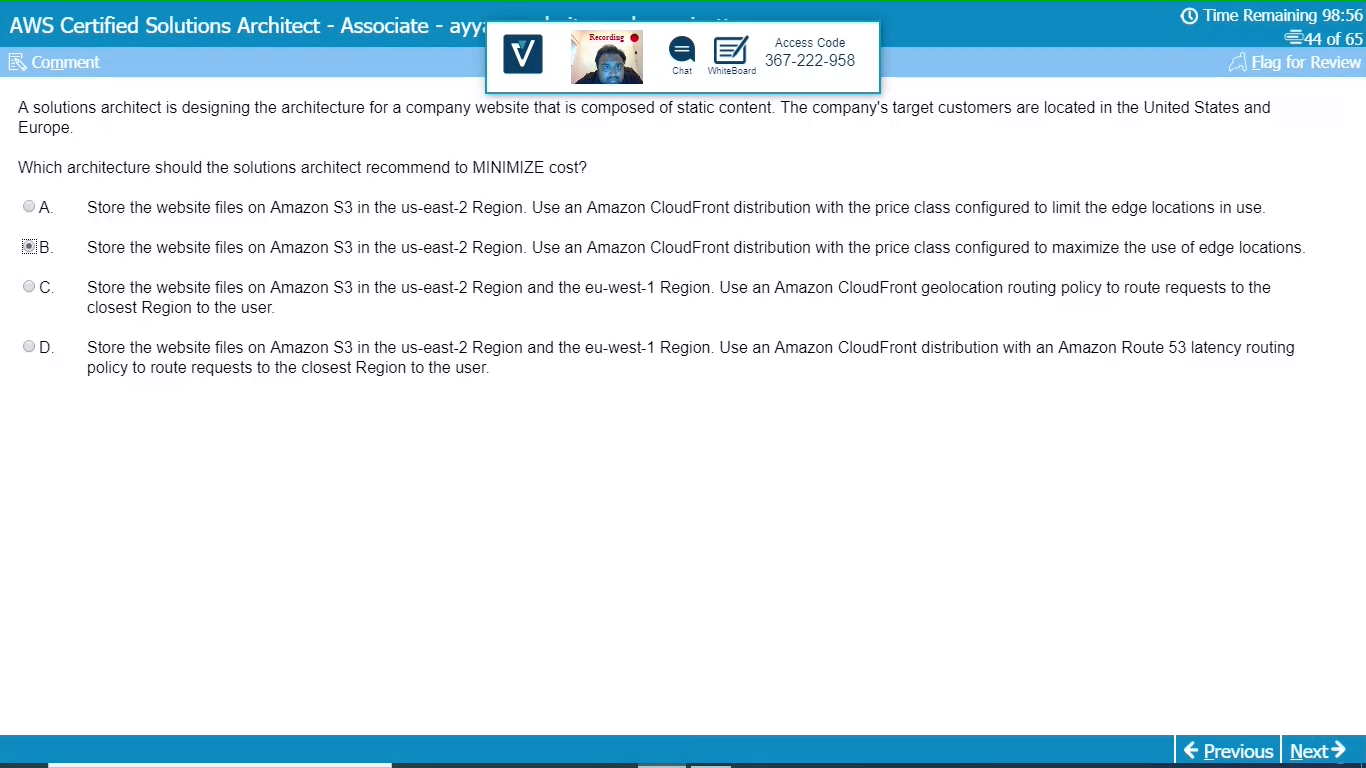 AWS Certified Solutions Architect - Associate - ayya
Time Remaining 98:56
44 of 65
Comment
Flag for Review
Recording
Chat
WhiteBoard
Access Code
367-222-958
A solutions architect is designing the architecture for a company website that is composed of static content. The company's target customers are located in the United States and
Europe.
Which architecture should the solutions architect recommend to MINIMIZE cost?
A. Store the website files on Amazon S3 in the us-east-2 Region. Use an Amazon CloudFront distribution with the price class configured to limit the edge locations in use.
B. Store the website files on Amazon S3 in the us-east-2 Region. Use an Amazon CloudFront distribution with the price class configured to maximize the use of edge locations.
C. Store the website files on Amazon S3 in the us-east-2 Region and the eu-west-1 Region. Use an Amazon CloudFront geolocation routing policy to route requests to the
closest Region to the user.
D. Store the website files on Amazon S3 in the us-east-2 Region and the eu-west-1 Region. Use an Amazon CloudFront distribution with an Amazon Route 53 latency routing
policy to route requests to the closest Region to the user.
Previous
Next